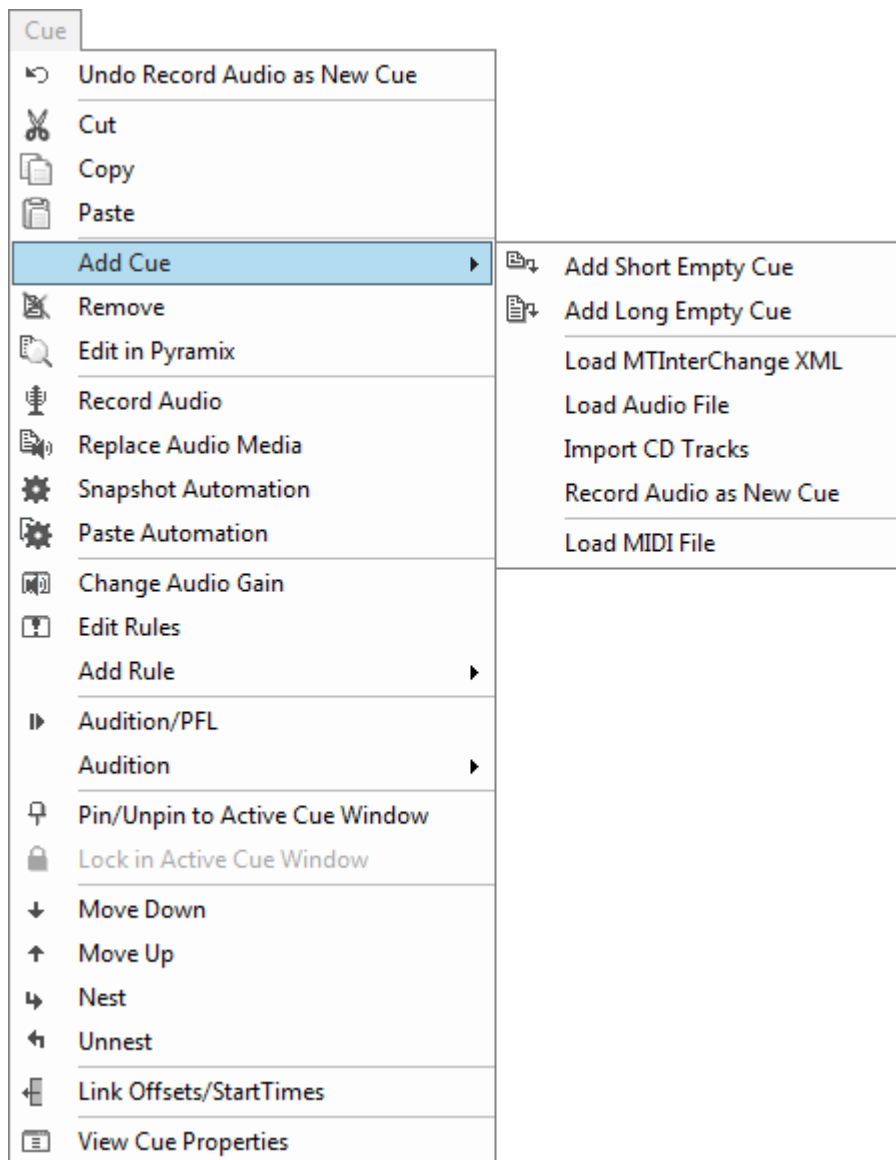 Cue
Undo Record Audio as New Cue
Cut
Copy
Paste
Add Cue
Remove
Edit in Pyramix
Record Audio
Replace Audio Media
Snapshot Automation
Paste Automation
Change Audio Gain
Edit Rules
Add Rule
Audition/PFL
Audition
Pin/Unpin to Active Cue Window
Lock in Active Cue Window
Move Down
Move Up
Nest
Unnest
Link Offsets/StartTimes
View Cue Properties
Add Short Empty Cue
Add Long Empty Cue
Load MTInterChange XML
Load Audio File
Import CD Tracks
Record Audio as New Cue
Load MIDI File